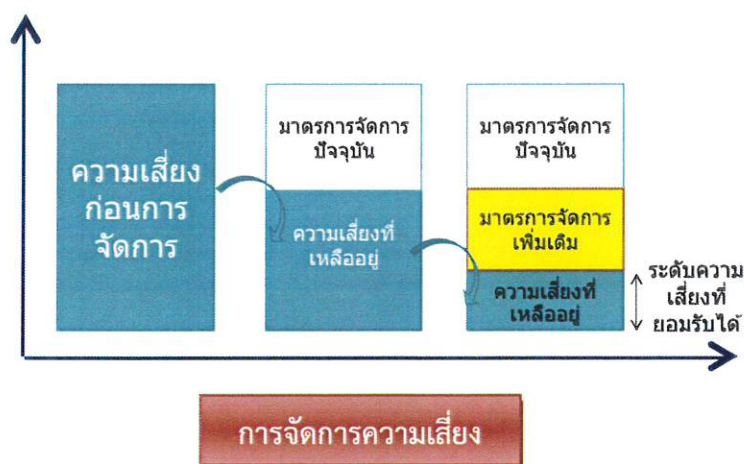 ความเสี่ยง
ก่อนการ
จัดการ
มาตรการจัดการ
ปัจจุบัน
ความเสี่ยงที่
เหลืออยู่
มาตรการจัดการ
ปัจจุบัน
มาตรการจัดการ
เพิ่มเติม
ความเสี่ยงที่
เหลืออยู่
ระดับความ
เสี่ยงที่
ยอมรับได้
การจัดการความเสี่ยง